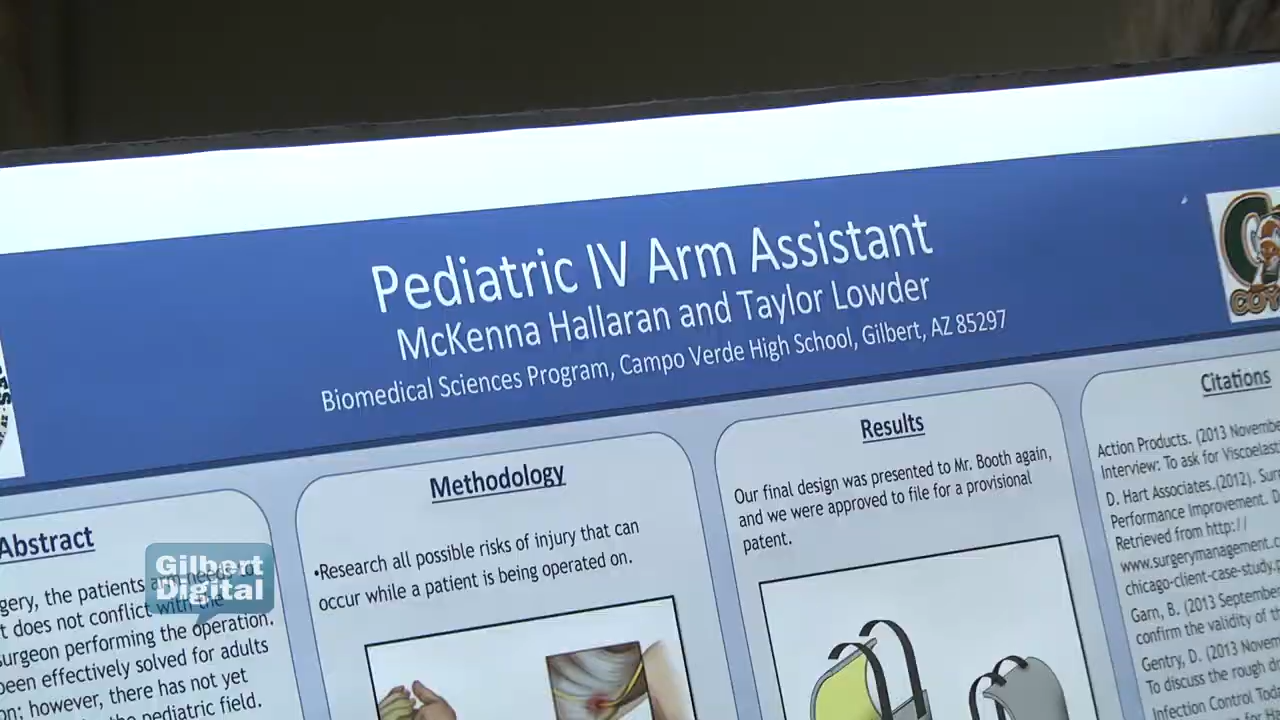 Pediatric IV Arm Assistant
McKenna Hallaran and Taylor Lowder
Biomedical Sciences Program, Campo Verde High School, Gilbert, AZ 85297
Abstract
gery, the patients arm needs to
t does not conflict with the
surgeon performing the operation.
been effectively solved for adults
on; however, there has not yet
the pediatric field.
Gilbert
Digital
Methodology
•Research all possible risks of injury that can
occur while a patient is being operated on.
Results
Our final design was presented to Mr. Booth again,
and we were approved to file for a provisional
patent.
Citations
Action Products. (2013 Novembe
Interview: To ask for Viscoelast
D. Hart Associates.(2012). Sur
Performance Improvement. D
Retrieved from http://
www.surgerymanagement.c
chicago-client-case-study.p
Garn, B. (2013 September
confirm the validity of t
Gentry, D. (2013 Novem
To discuss the rough d
Infection Control Tod